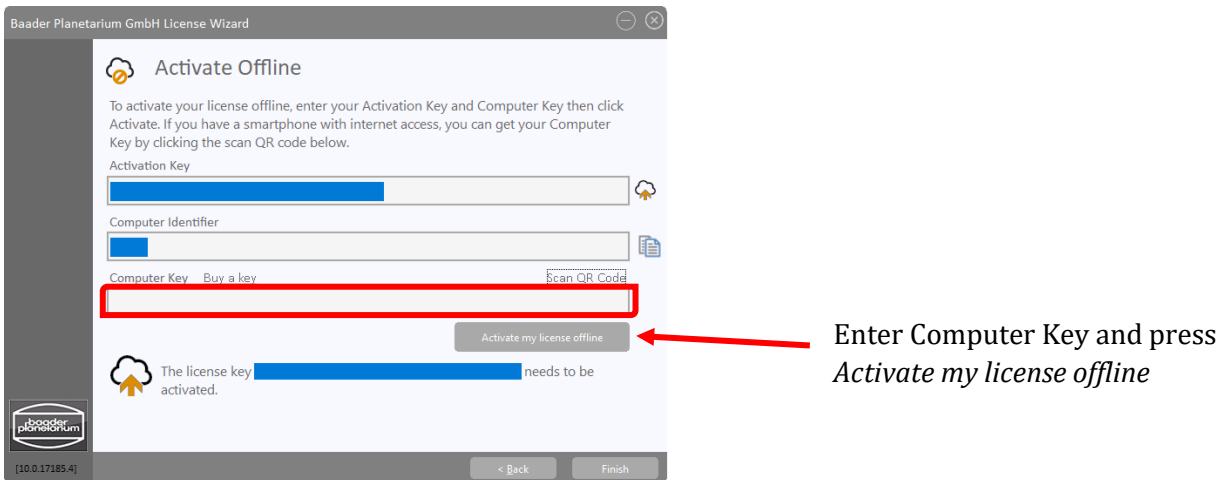 Baader Planetarium GmbH License Wizard
Activate Offline
To activate your license offline, enter your Activation Key and Computer Key then click
Activate. If you have a smartphone with internet access, you can get your Computer
Key by clicking the scan QR code below.
Activation Key
Computer Identifier
Computer Key Buy a key Scan QR Code
Activate my license offline
Enter Computer Key and press
Activate my license offline
The license key needs to be
activated.
baader
planetarium
[10.0.17185.4] < Back Finish